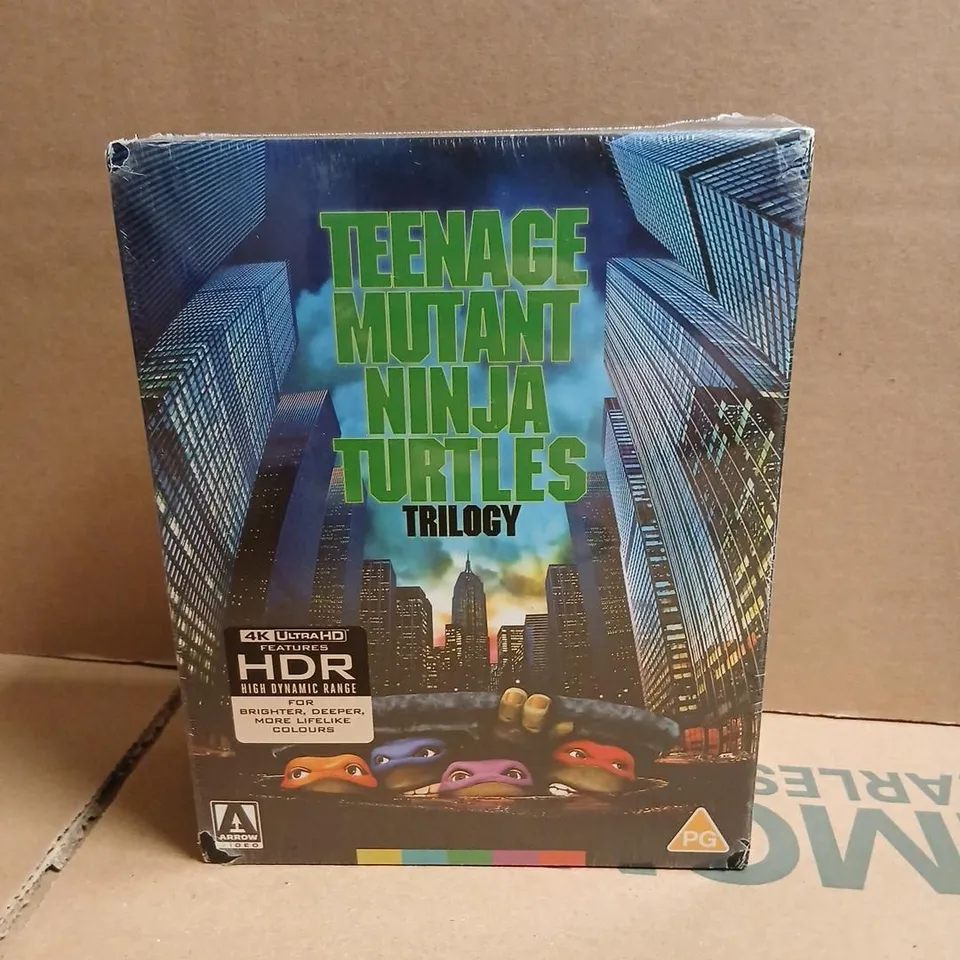 TEENAGE
MUTANT
NINJA
TURTLES
TRILOGY
4K ULTRAHD
FEATURES
HDR
HIGH DYNAMIC RANGE
FOR
BRIGHTER, DEEPER,
MORE LIFELIKE
COLOURS
ARROW
VIDEO
PG